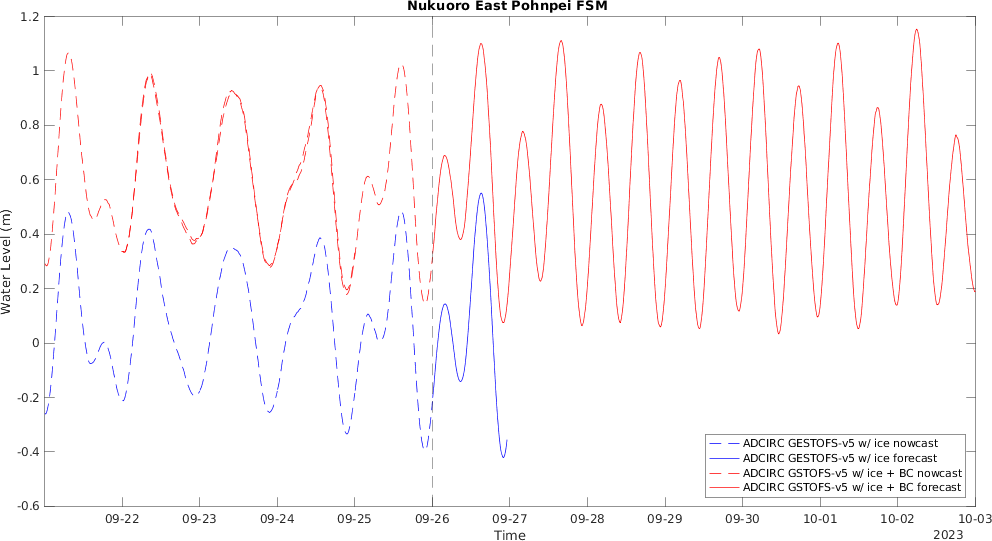 Nukuoro East Pohnpei FSM
1.2
1
0.8
0.6
0.4
0.2
0
-0.2
-0.4
-0.6
Water Level (m)
ADCIRC GESTOFS-v5 w/ ice nowcast
ADCIRC GESTOFS-v5 w/ ice forecast
ADCIRC GSTOFS-v5 w/ ice + BC nowcast
ADCIRC GSTOFS-v5 w/ ice + BC forecast
09-22 09-23 09-24 09-25 09-26 09-27 09-28 09-29 09-30 10-01 10-02 10-03
Time
2023